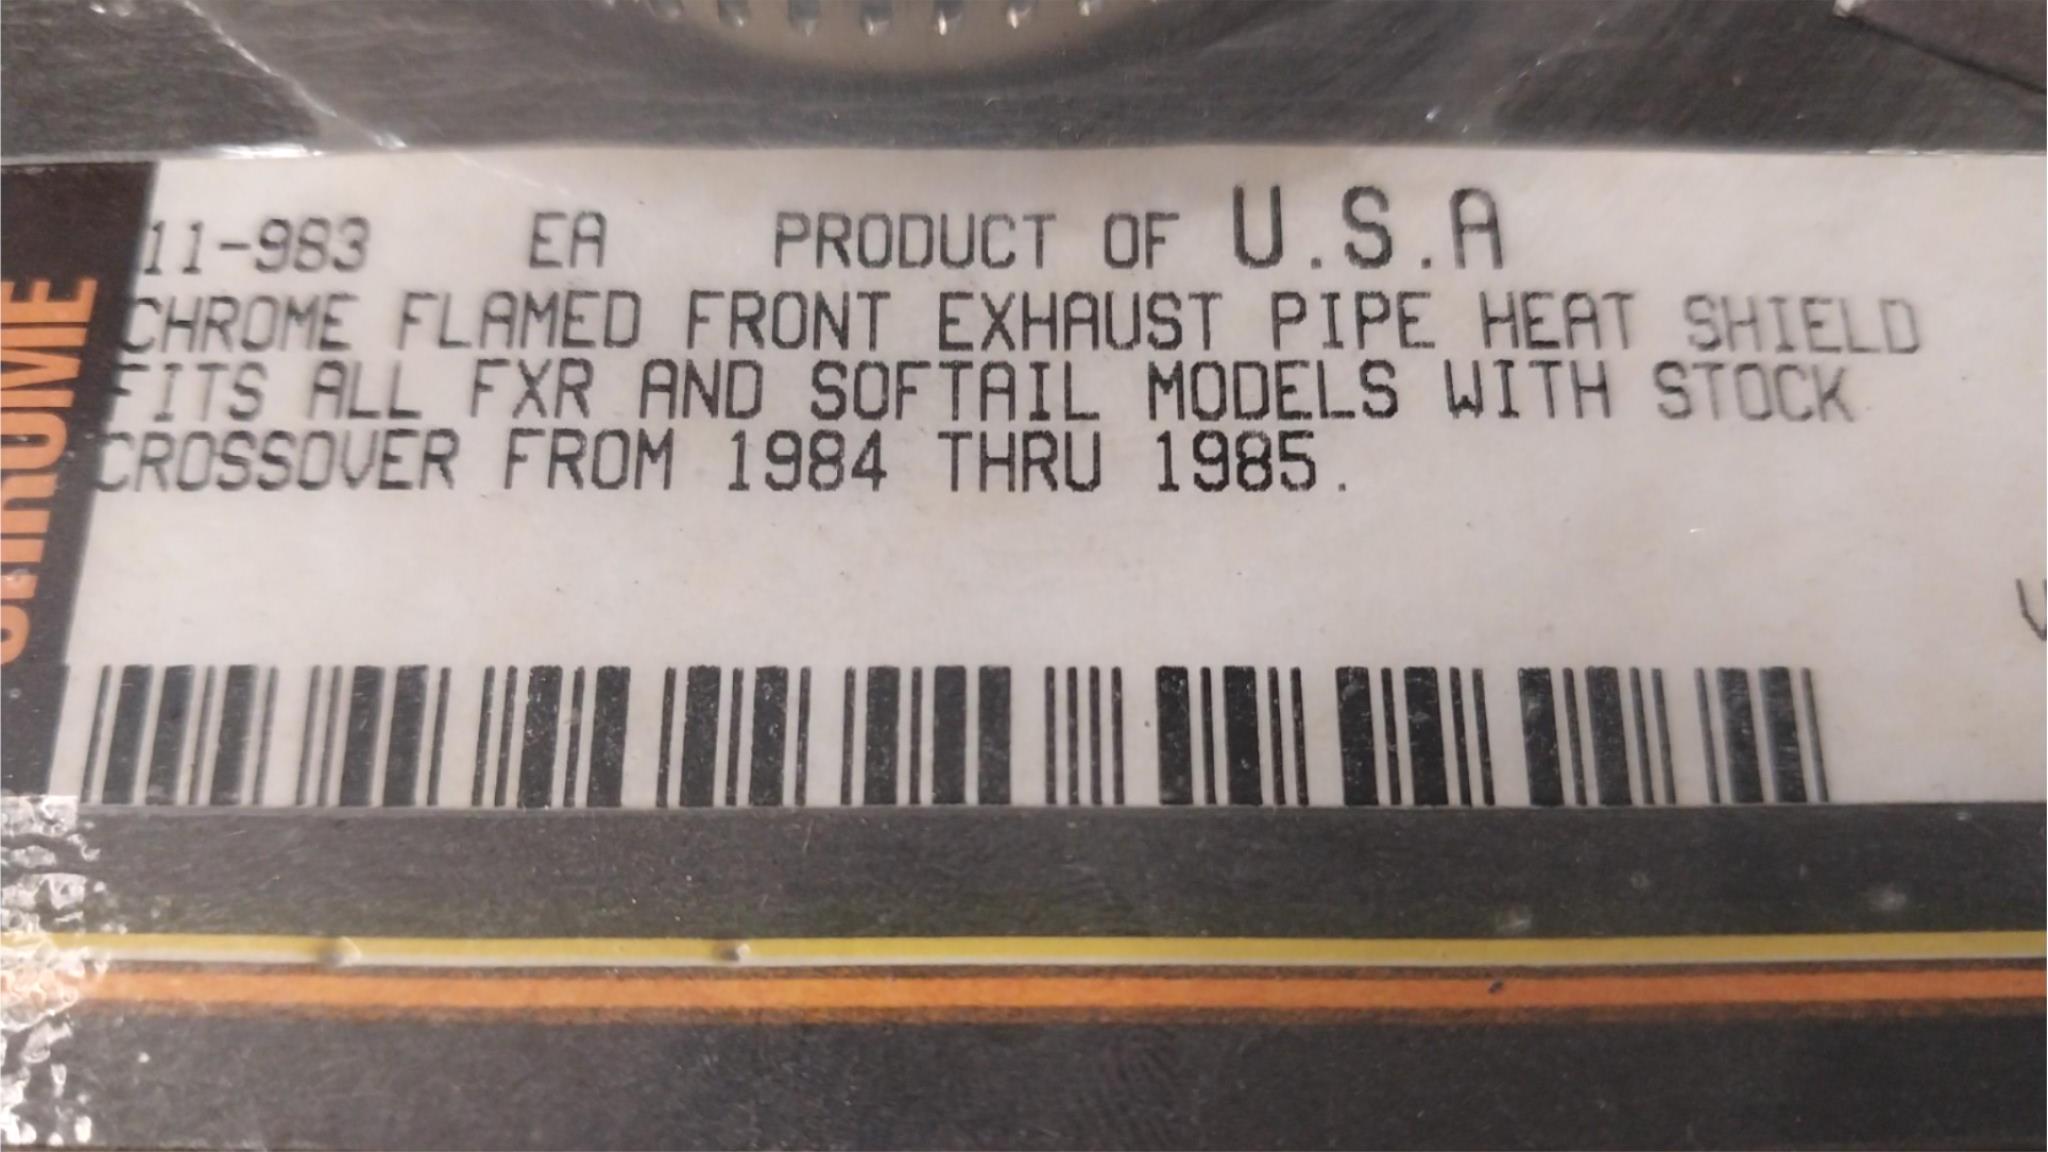 11-983 EA PRODUCT OF U.S.A
CHROME FLAMED FRONT EXHAUST PIPE HEAT SHIELD
FITS ALL FXR AND SOFTAIL MODELS WITH STOCK
CROSSOVER FROM 1984 THRU 1985.
CHROME